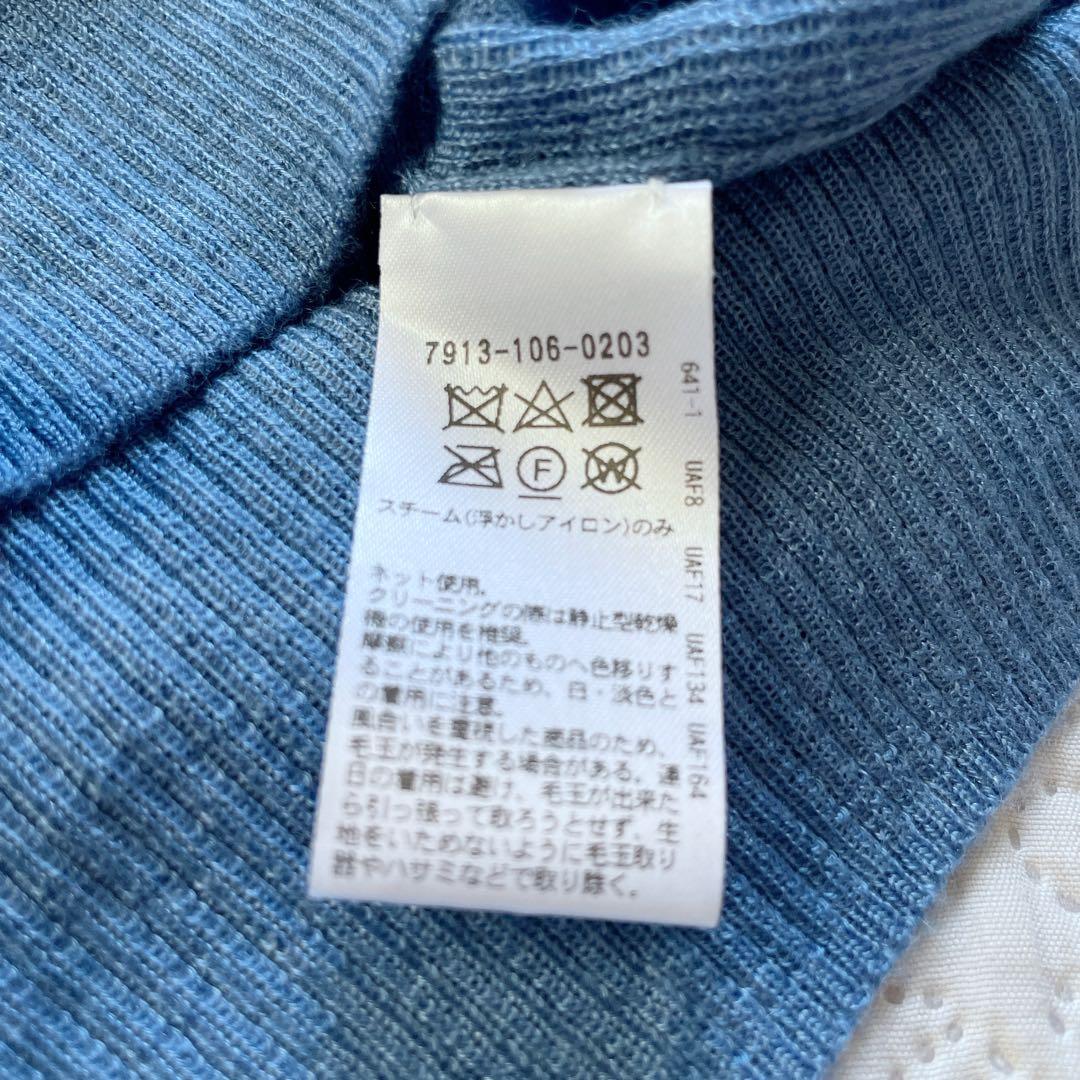 7913-106-0203
F
W
スチーム(浮かしアイロン)のみ
ネット使用。
クリーニングの際は静止型乾燥
機の使用を推奨。
摩擦により他のものへ色移りす
ることがあるため、白・淡色と
の着用に注意。
風合いを重視した商品のため、
毛玉が発生する場合がある。連
日の着用は避け、毛玉が出来た
ら引っ張って取ろうとせず、生
地をいためないように毛玉取り
器やハサミなどで取り除く。
641-1 UAF8 UAF17 UAF134 UAF164